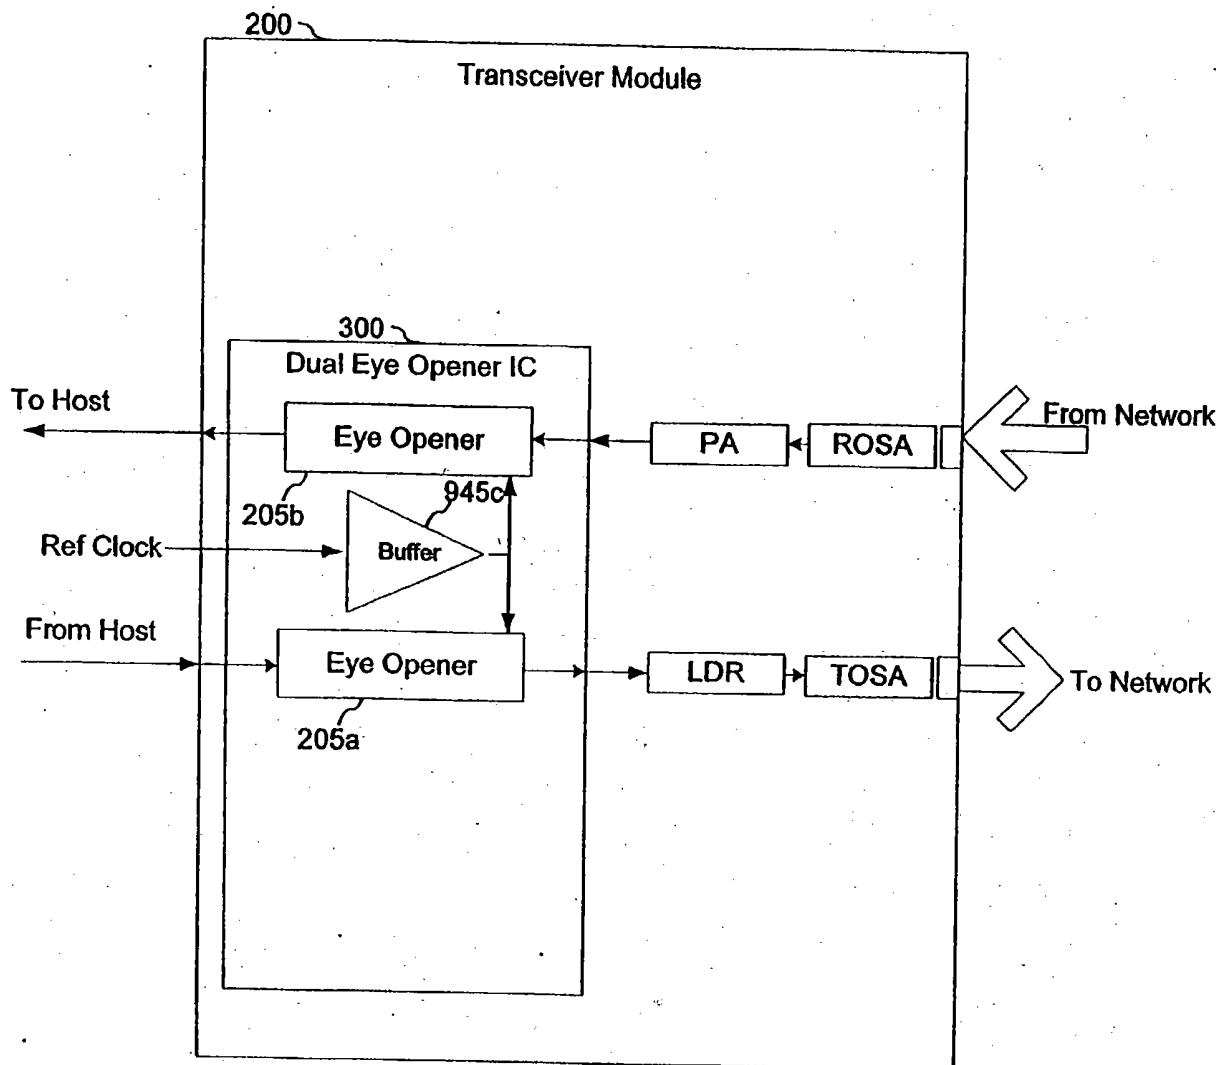 200
Transceiver Module
300
Dual Eye Opener IC
To Host
Eye Opener
PA
ROSA
From Network
205b
945c
Ref Clock
Buffer
From Host
Eye Opener
LDR
TOSA
To Network
205a